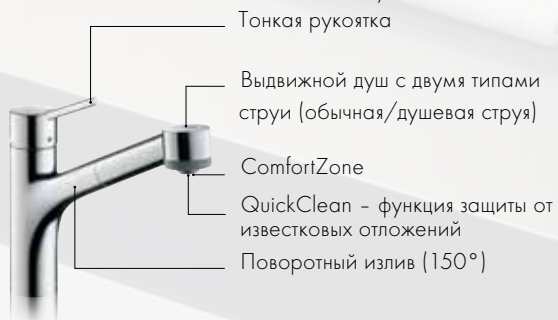 Тонкая рукоятка
Выдвижной душ с двумя типами
струи (обычная/душевая струя)
ComfortZone
QuickClean – функция защиты от
известковых отложений
Поворотный излив (150°)